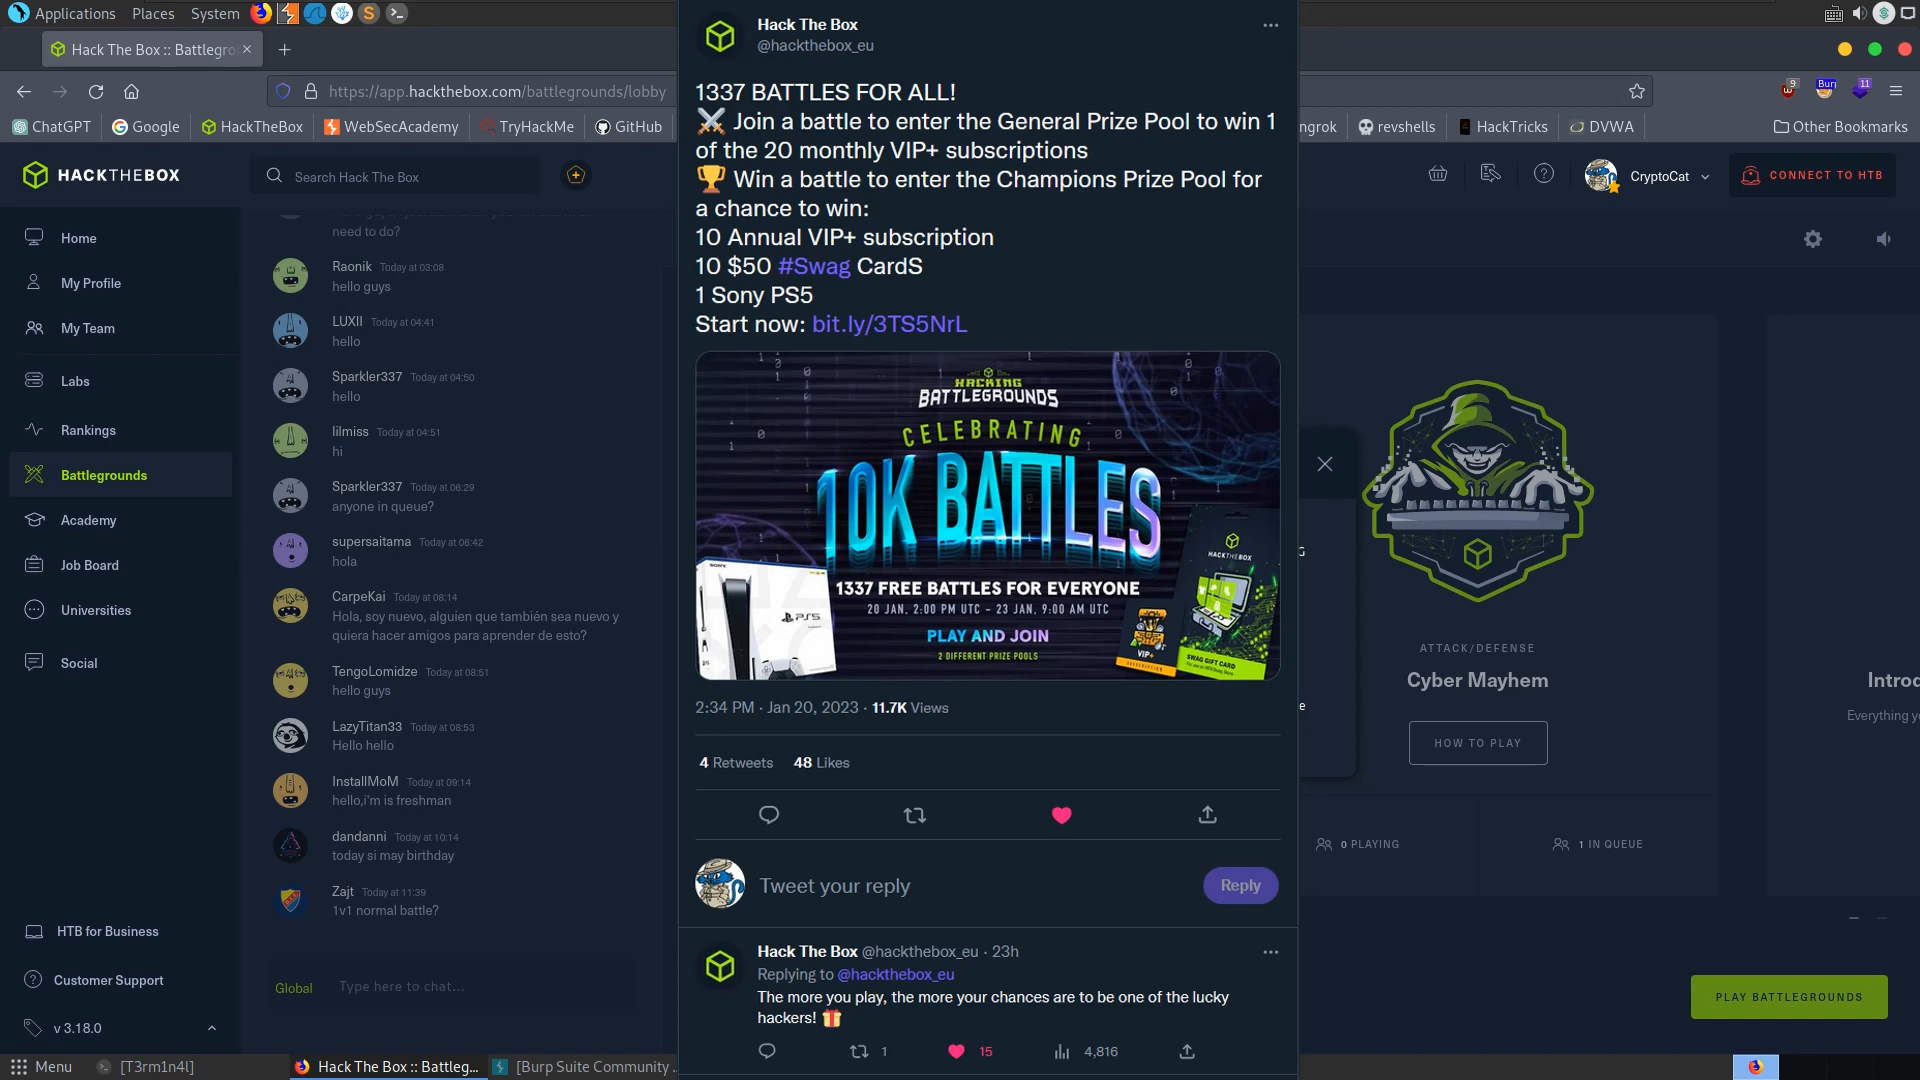 Applications Places System
Hack The Box :: Battlegro
https://app.hackthebox.com/battlegrounds/lobby
9
Burp
11
ChatGPT Google HackTheBox WebSecAcademy TryHackMe GitHub
ngrok revshells HackTricks DVWA Other Bookmarks
HACKTHEBOX
Search Hack The Box
CryptoCat
CONNECT TO HTB
Home
My Profile
My Team
Labs
Rankings
Battlegrounds
Academy
Job Board
Universities
Social
HTB for Business
Customer Support
v 3.18.0
need to do?
Raonik Today at 03:08
hello guys
LUXII Today at 04:41
hello
Sparkler337 Today at 04:50
hello
lilmiss Today at 04:51
hi
Sparkler337 Today at 06:29
anyone in queue?
supersaitama Today at 06:42
hola
CarpeKai Today at 08:14
Hola, soy nuevo, alguien que también sea nuevo y
quiera hacer amigos para aprender de esto?
TengoLomidze Today at 08:51
hello guys
LazyTitan33 Today at 08:53
Hello hello
InstallMoM Today at 09:14
hello,i'm is freshman
dandanni Today at 10:14
today si may birthday
Zajt Today at 11:39
1v1 normal battle?
Global Type here to chat...
Hack The Box
@hackthebox_eu
1337 BATTLES FOR ALL!
⚔️ Join a battle to enter the General Prize Pool to win 1
of the 20 monthly VIP+ subscriptions
🏆 Win a battle to enter the Champions Prize Pool for
a chance to win:
10 Annual VIP+ subscription
10 $50 #Swag CardS
1 Sony PS5
Start now: bit.ly/3TS5NrL
HACKING
BATTLEGROUNDS
CELEBRATING
10K BATTLES
1337 FREE BATTLES FOR EVERYONE
20 JAN, 2:00 PM UTC – 23 JAN, 9:00 AM UTC
PLAY AND JOIN
2 DIFFERENT PRIZE POOLS
SONY
PS5
VIP+
SUBSCRIPTION
HACKTHEBOX
SWAG GIFT CARD
2:34 PM · Jan 20, 2023 · 11.7K Views
4 Retweets 48 Likes
Tweet your reply
Reply
Hack The Box @hackthebox_eu · 23h
Replying to @hackthebox_eu
The more you play, the more your chances are to be one of the lucky
hackers! 🎁
1 15 4,816
G
e
ATTACK/DEFENSE
Cyber Mayhem
HOW TO PLAY
0 PLAYING
1 IN QUEUE
Introd
Everything yo
PLAY BATTLEGROUNDS
Menu [T3rm1n4l] Hack The Box :: Battleg... [Burp Suite Community ...